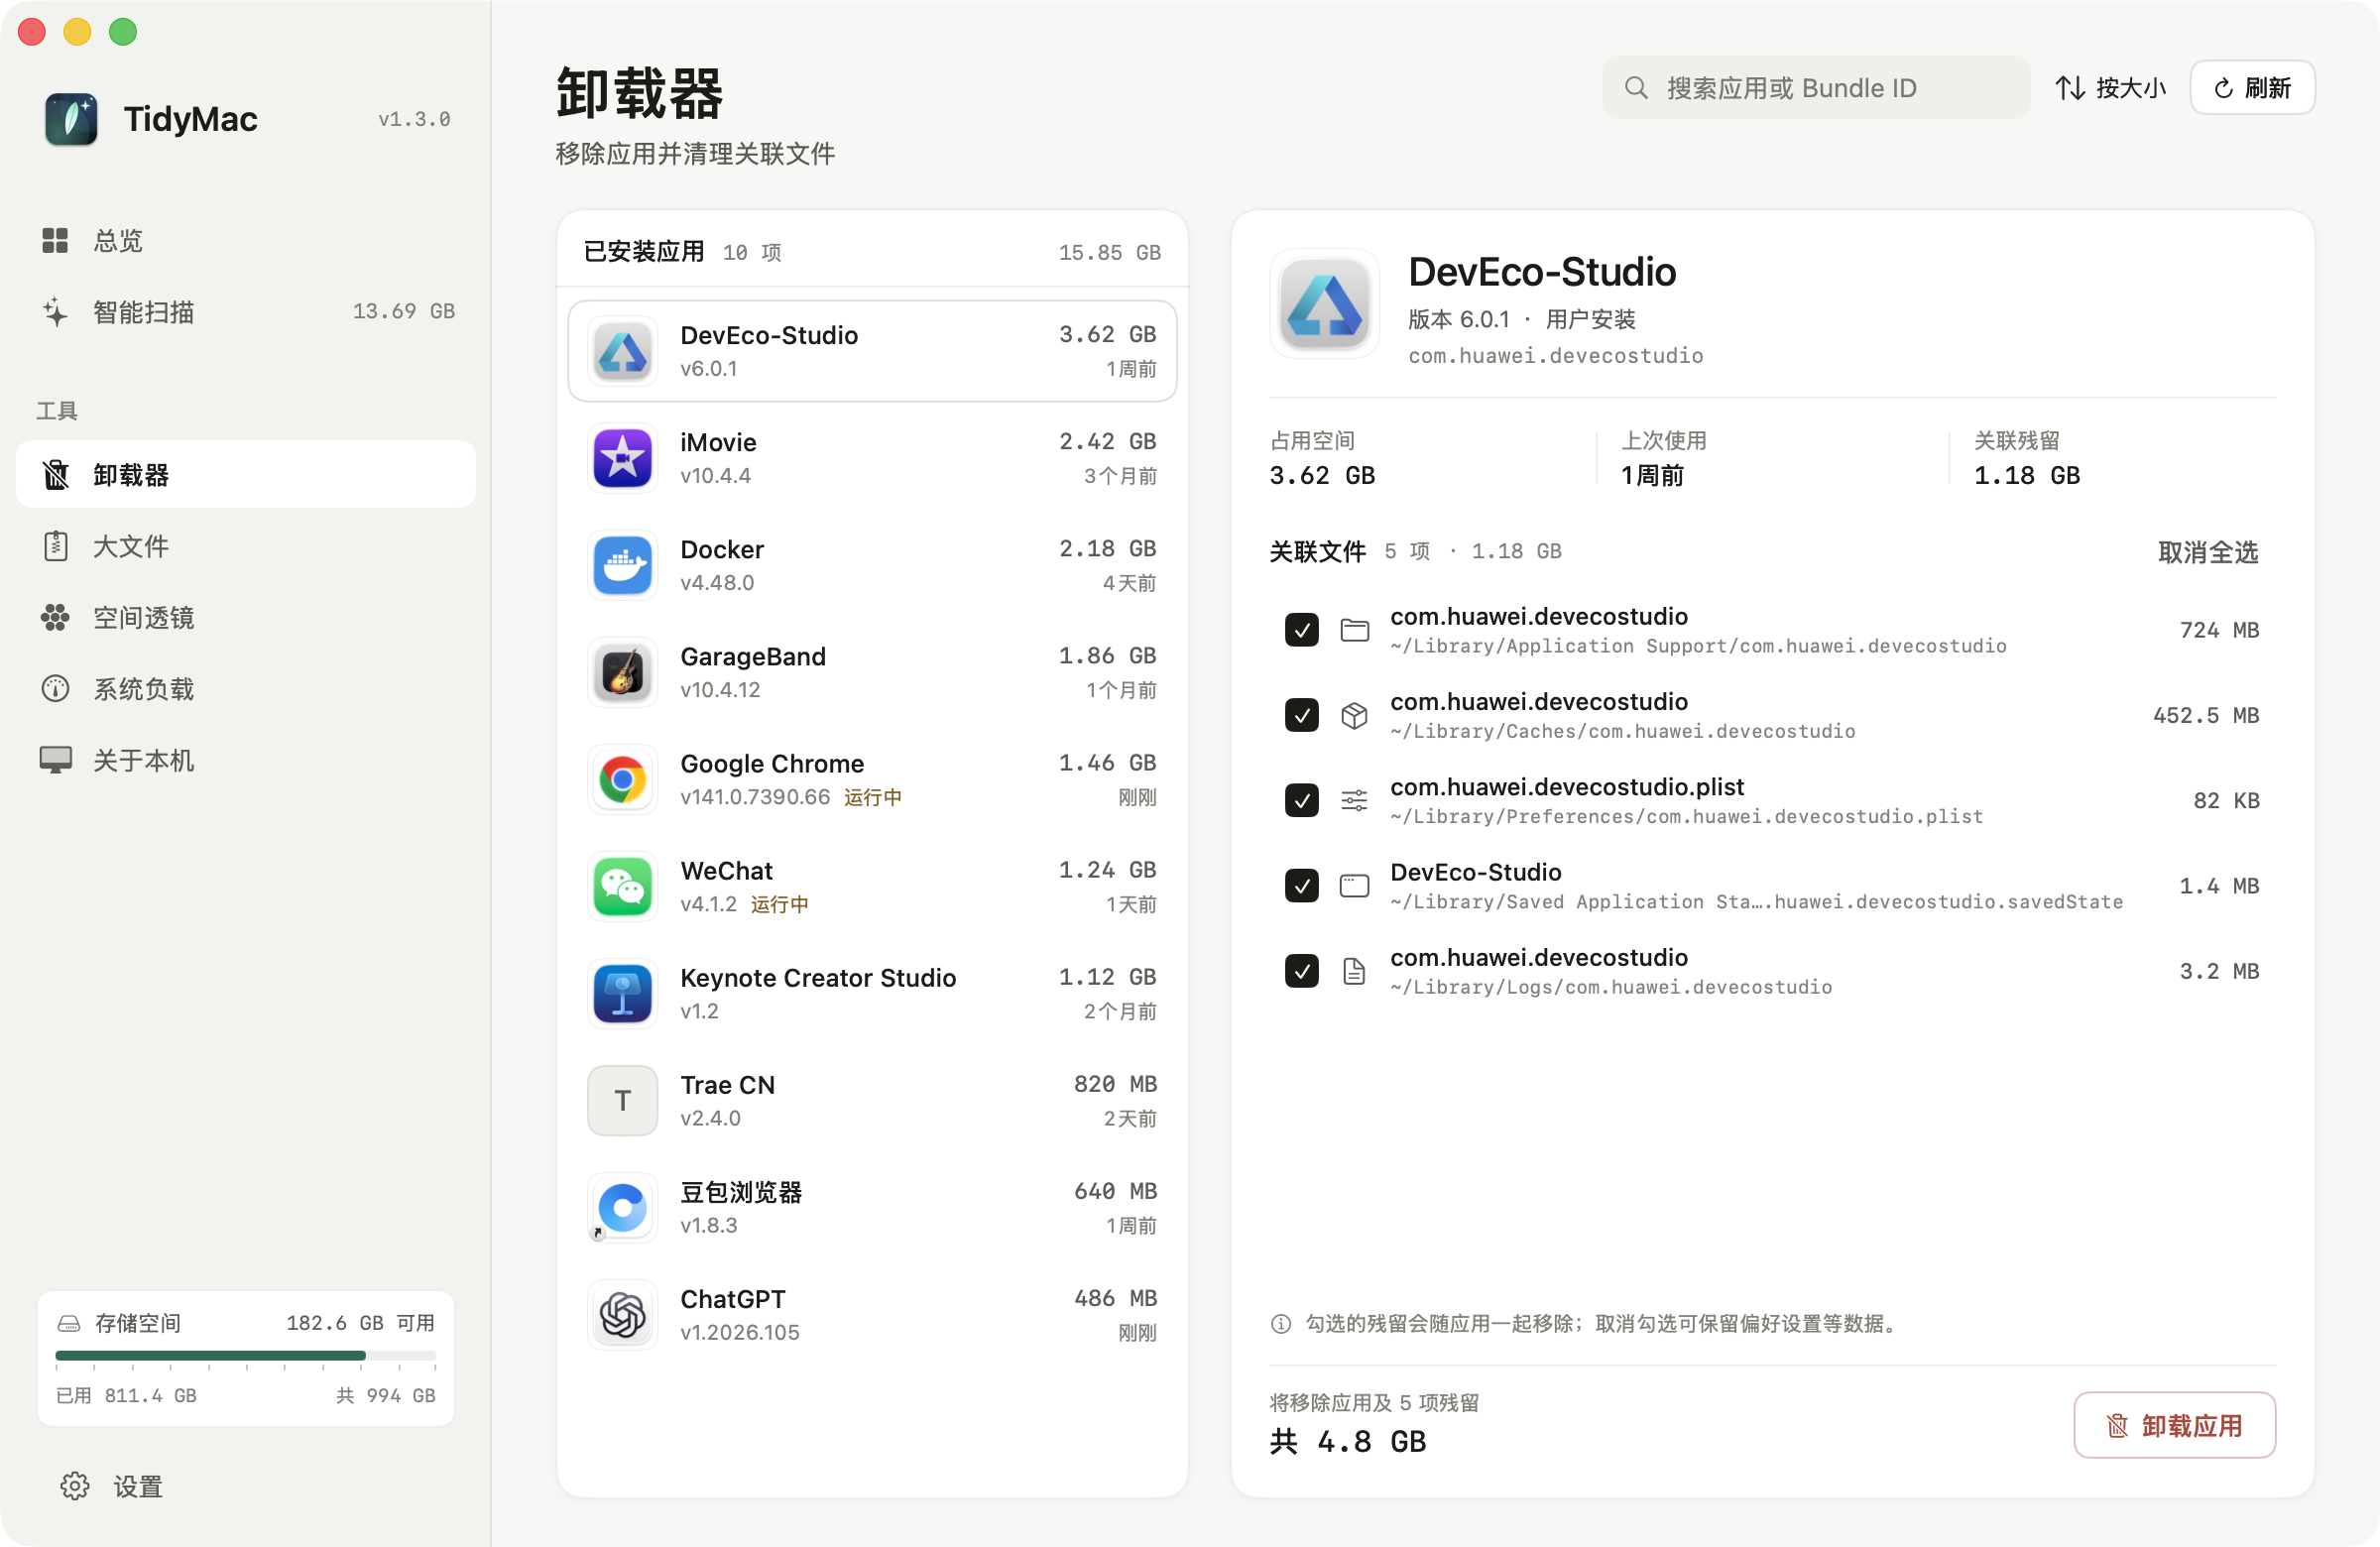 TidyMac v1.3.0
总览
智能扫描 13.69 GB
工具
卸载器
大文件
空间透镜
系统负载
关于本机
存储空间 182.6 GB 可用
已用 811.4 GB 共 994 GB
设置
卸载器
移除应用并清理关联文件
搜索应用或 Bundle ID
按大小
刷新
已安装应用 10 项 15.85 GB
DevEco-Studio 3.62 GB
v6.0.1 1周前
iMovie 2.42 GB
v10.4.4 3个月前
Docker 2.18 GB
v4.48.0 4天前
GarageBand 1.86 GB
v10.4.12 1个月前
Google Chrome 1.46 GB
v141.0.7390.66 运行中 刚刚
WeChat 1.24 GB
v4.1.2 运行中 1天前
Keynote Creator Studio 1.12 GB
v1.2 2个月前
T
Trae CN 820 MB
v2.4.0 2天前
豆包浏览器 640 MB
v1.8.3 1周前
ChatGPT 486 MB
v1.2026.105 刚刚
DevEco-Studio
版本 6.0.1 · 用户安装
com.huawei.devecostudio
占用空间 上次使用 关联残留
3.62 GB 1周前 1.18 GB
关联文件 5 项 · 1.18 GB 取消全选
com.huawei.devecostudio
~/Library/Application Support/com.huawei.devecostudio 724 MB
com.huawei.devecostudio
~/Library/Caches/com.huawei.devecostudio 452.5 MB
com.huawei.devecostudio.plist
~/Library/Preferences/com.huawei.devecostudio.plist 82 KB
DevEco-Studio
~/Library/Saved Application Sta….huawei.devecostudio.savedState 1.4 MB
com.huawei.devecostudio
~/Library/Logs/com.huawei.devecostudio 3.2 MB
勾选的残留会随应用一起移除；取消勾选可保留偏好设置等数据。
将移除应用及 5 项残留
共 4.8 GB
卸载应用